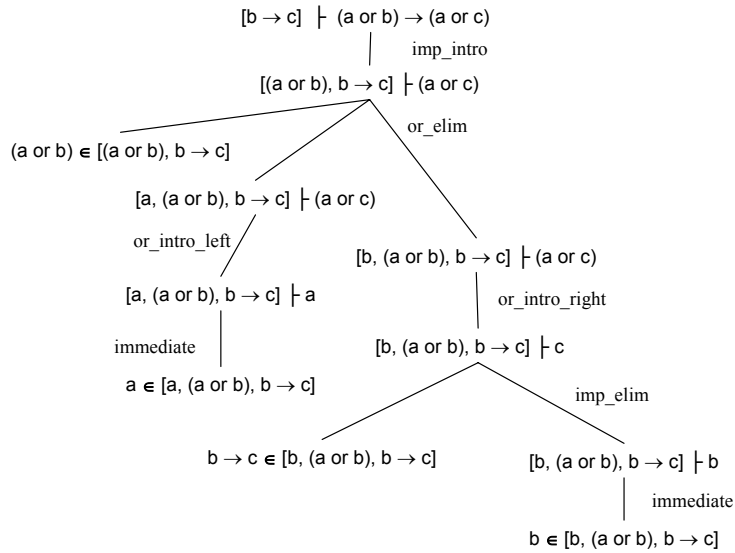 [b → c] ├ (a or b) → (a or c)
imp_intro
[(a or b), b → c] ├ (a or c)
or_elim
(a or b) ∈ [(a or b), b → c]
[a, (a or b), b → c] ├ (a or c)
or_intro_left
[b, (a or b), b → c] ├ (a or c)
[a, (a or b), b → c] ├ a
or_intro_right
immediate
[b, (a or b), b → c] ├ c
a ∈ [a, (a or b), b → c]
imp_elim
b → c ∈ [b, (a or b), b → c]
[b, (a or b), b → c] ├ b
immediate
b ∈ [b, (a or b), b → c]